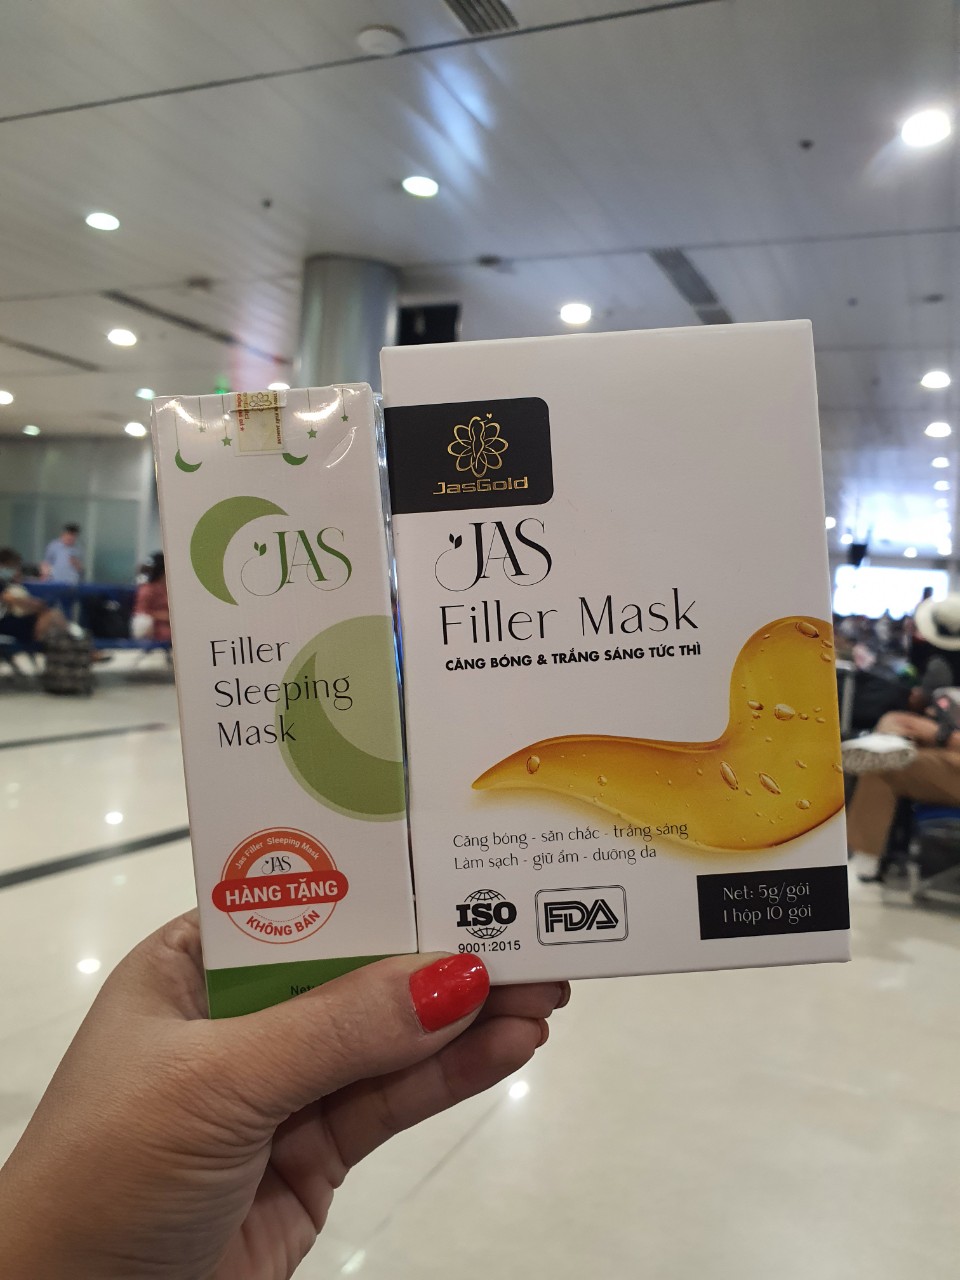 JAS
Filler
Sleeping
Mask
Jas Filler Sleeping Mask
JAS
HÀNG TẶNG
KHÔNG BÁN
JasGold
JAS
Filler Mask
CĂNG BÓNG & TRẮNG SÁNG TỨC THÌ
Căng bóng - săn chắc - trắng sáng
Làm sạch - giữ ẩm - dưỡng da
ISO
9001:2015
FDA
Net: 5g/gói
1 hộp 10 gói